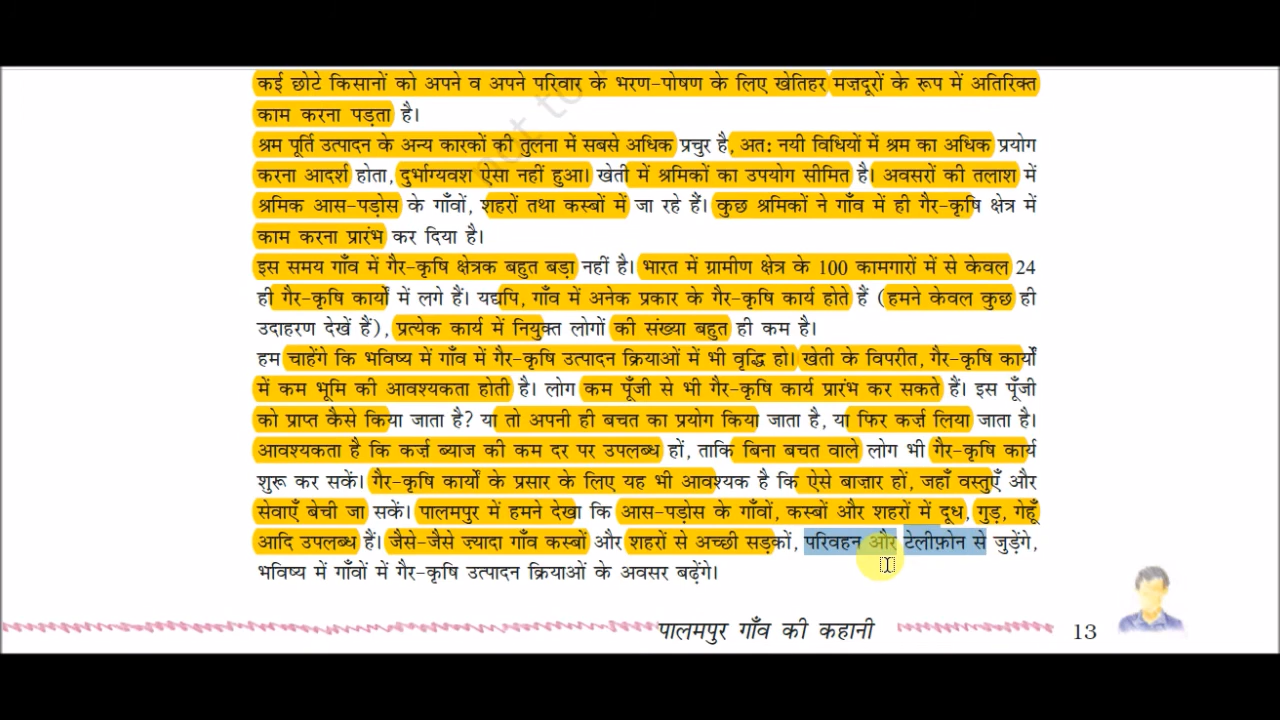 कई छोटे किसानों को अपने व अपने परिवार के भरण-पोषण के लिए खेतिहर मज़दूरों के रूप में अतिरिक्त
काम करना पड़ता है।
श्रम पूर्ति उत्पादन के अन्य कारकों की तुलना में सबसे अधिक प्रचुर है, अतः नयी विधियों में श्रम का अधिक प्रयोग
करना आदर्श होता, दुर्भाग्यवश ऐसा नहीं हुआ। खेती में श्रमिकों का उपयोग सीमित है। अवसरों की तलाश में
श्रमिक आस-पड़ोस के गाँवों, शहरों तथा कस्बों में जा रहे हैं। कुछ श्रमिकों ने गाँव में ही गैर-कृषि क्षेत्र में
काम करना प्रारंभ कर दिया है।
इस समय गाँव में गैर-कृषि क्षेत्रक बहुत बड़ा नहीं है। भारत में ग्रामीण क्षेत्र के 100 कामगारों में से केवल 24
ही गैर-कृषि कार्यों में लगे हैं। यद्यपि, गाँव में अनेक प्रकार के गैर-कृषि कार्य होते हैं (हमने केवल कुछ ही
उदाहरण देखें हैं), प्रत्येक कार्य में नियुक्त लोगों की संख्या बहुत ही कम है।
हम चाहेंगे कि भविष्य में गाँव में गैर-कृषि उत्पादन क्रियाओं में भी वृद्धि हो। खेती के विपरीत, गैर-कृषि कार्यों
में कम भूमि की आवश्यकता होती है। लोग कम पूँजी से भी गैर-कृषि कार्य प्रारंभ कर सकते हैं। इस पूँजी
को प्राप्त कैसे किया जाता है? या तो अपनी ही बचत का प्रयोग किया जाता है, या फिर कर्ज़ लिया जाता है।
आवश्यकता है कि कर्ज़ ब्याज की कम दर पर उपलब्ध हों, ताकि बिना बचत वाले लोग भी गैर-कृषि कार्य
शुरू कर सकें। गैर-कृषि कार्यों के प्रसार के लिए यह भी आवश्यक है कि ऐसे बाज़ार हों, जहाँ वस्तुएँ और
सेवाएँ बेची जा सकें। पालमपुर में हमने देखा कि आस-पड़ोस के गाँवों, कस्बों और शहरों में दूध, गुड़, गेहूँ
आदि उपलब्ध हैं। जैसे-जैसे ज़्यादा गाँव कस्बों और शहरों से अच्छी सड़कों, परिवहन और टेलीफ़ोन से जुड़ेंगे,
भविष्य में गाँवों में गैर-कृषि उत्पादन क्रियाओं के अवसर बढ़ेंगे।
पालमपुर गाँव की कहानी 13
not to